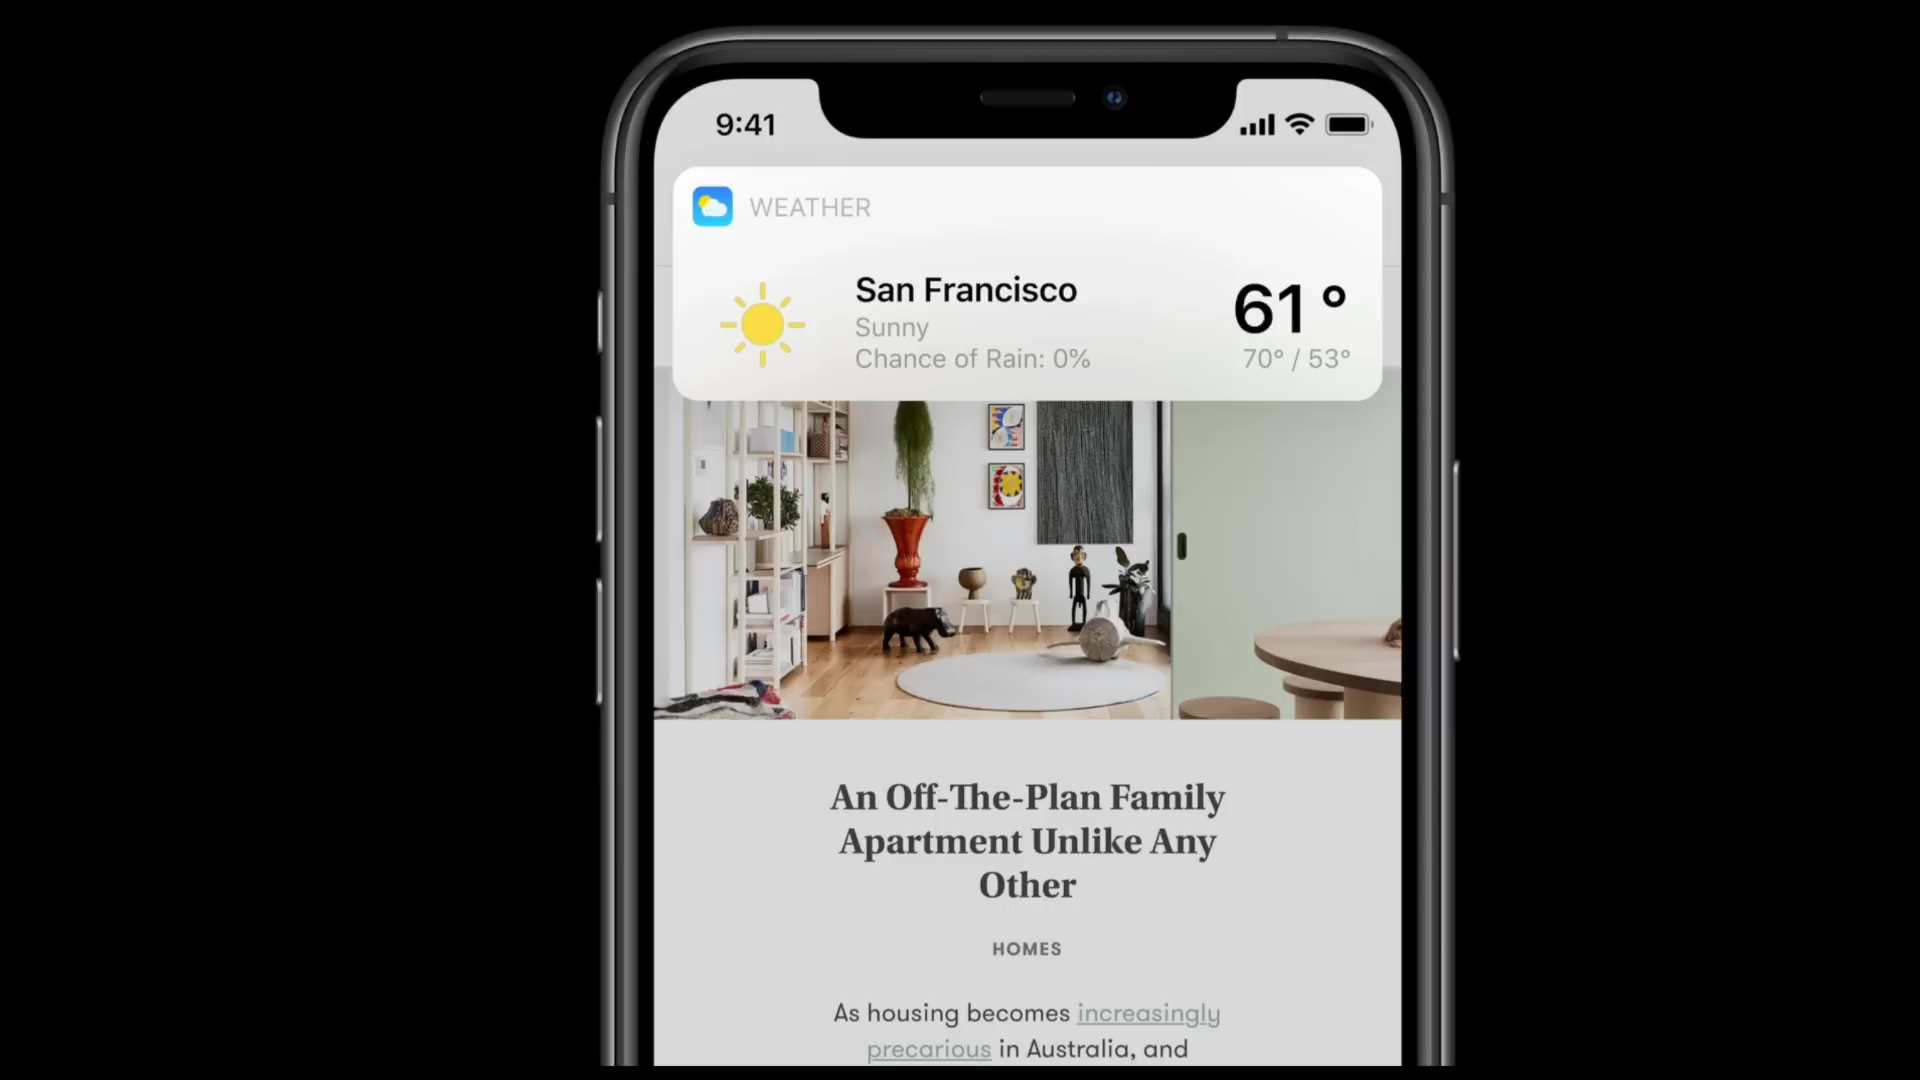 9:41
WEATHER
San Francisco
61°
Sunny
Chance of Rain: 0%
70° / 53°
An Off-The-Plan Family
Apartment Unlike Any
Other
HOMES
As housing becomes increasingly
precarious in Australia, and